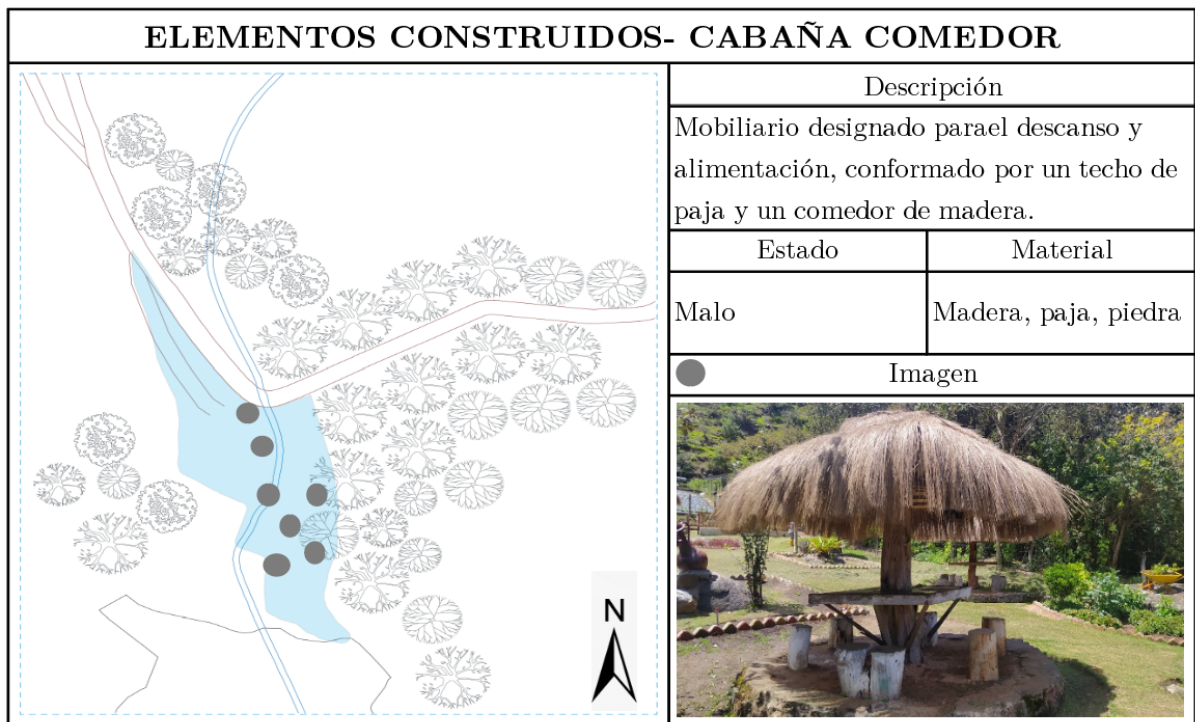 ELEMENTOS CONSTRUIDOS- CABAÑA COMEDOR
N
Descripción
Mobiliario designado parael descanso y
alimentación, conformado por un techo de
paja y un comedor de madera.
Estado
Material
Malo
Madera, paja, piedra
Imagen